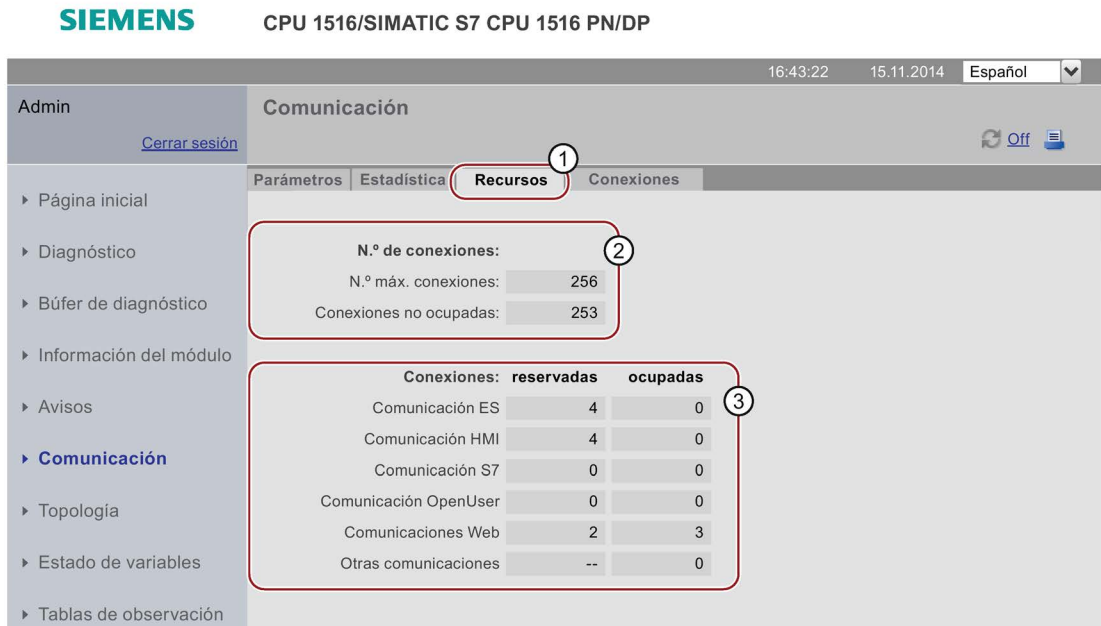 SIEMENS CPU 1516/SIMATIC S7 CPU 1516 PN/DP
16:43:22 15.11.2014 Español
Admin
Comunicación
Cerrar sesión
Off
1
Parámetros Estadística Recursos Conexiones
Página inicial
Diagnóstico
Búfer de diagnóstico
Información del módulo
Avisos
Comunicación
Topología
Estado de variables
Tablas de observación
N.º de conexiones: 2
N.º máx. conexiones: 256
Conexiones no ocupadas: 253
Conexiones: reservadas ocupadas
3
Comunicación ES 4 0
Comunicación HMI 4 0
Comunicación S7 0 0
Comunicación OpenUser 0 0
Comunicaciones Web 2 3
Otras comunicaciones -- 0